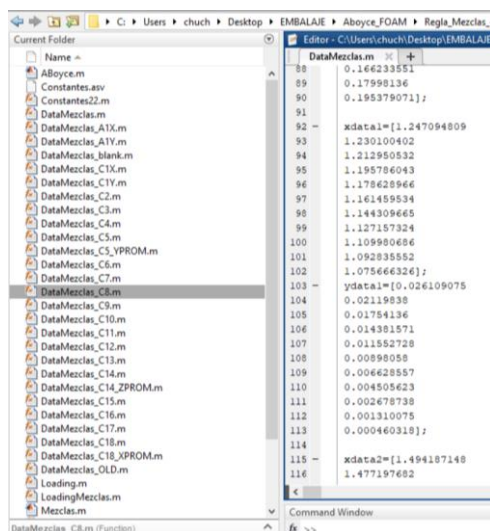 C: ▸ Users ▸ chuch ▸ Desktop ▸ EMBALAJE ▸ Aboyce_FOAM ▸ Regla_Mezclas_
Current Folder
Name
ABoyce.m
Constantes.asv
Constantes22.m
DataMezclas.m
DataMezclas_A1X.m
DataMezclas_A1Y.m
DataMezclas_blank.m
DataMezclas_C1X.m
DataMezclas_C1Y.m
DataMezclas_C2.m
DataMezclas_C3.m
DataMezclas_C4.m
DataMezclas_C5.m
DataMezclas_C5_YPROM.m
DataMezclas_C6.m
DataMezclas_C7.m
DataMezclas_C8.m
DataMezclas_C9.m
DataMezclas_C10.m
DataMezclas_C11.m
DataMezclas_C12.m
DataMezclas_C13.m
DataMezclas_C14.m
DataMezclas_C14_ZPROM.m
DataMezclas_C15.m
DataMezclas_C16.m
DataMezclas_C17.m
DataMezclas_C18.m
DataMezclas_C18_XPROM.m
DataMezclas_OLD.m
Loading.m
LoadingMezclas.m
Mezclas.m
DataMezclas_C8.m (Function)
Editor - C:\Users\chuch\Desktop\EMBALAJE
DataMezclas.m
88 0.166233551
89 0.17998136
90 0.195379071];
91
92 - xdata1=[1.247094809
93 1.230100402
94 1.212950532
95 1.195786043
96 1.178628966
97 1.161459534
98 1.144309665
99 1.127157324
100 1.109980686
101 1.092835552
102 1.075666326];
103 - ydata1=[0.026109075
104 0.02119838
105 0.01754136
106 0.014381571
107 0.011552728
108 0.00898058
109 0.006628557
110 0.004505623
111 0.002678738
112 0.001310075
113 0.000460318];
114
115 - xdata2=[1.494187148
116 1.477197682
Command Window
fx >>